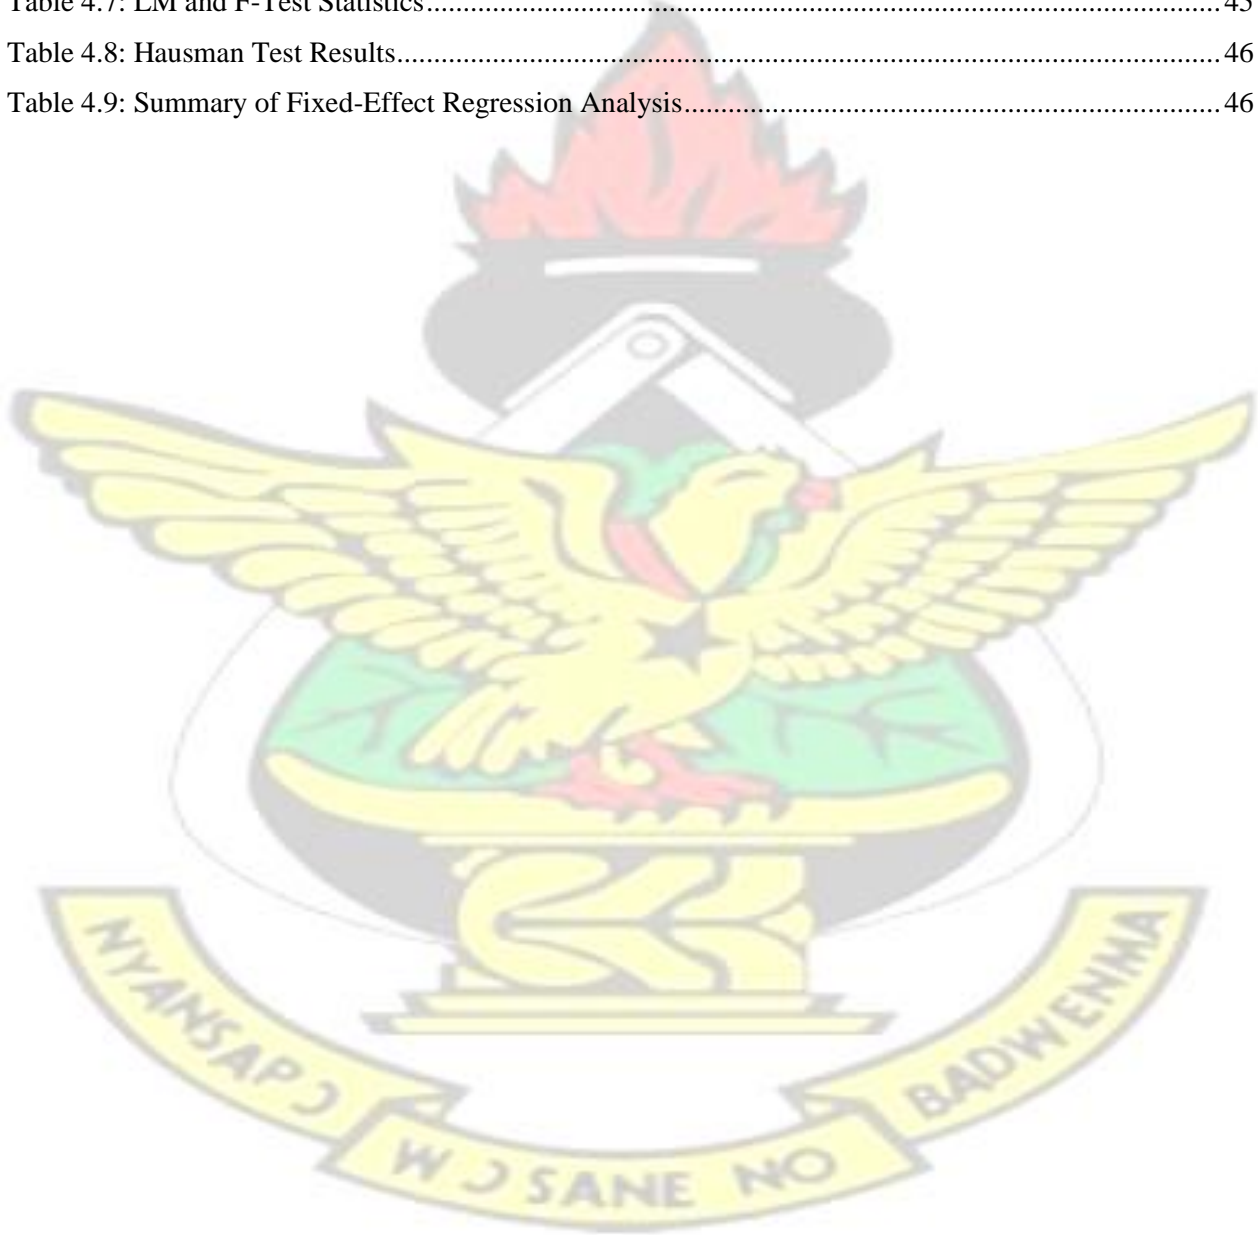 Table 4.7: LM and F-Test Statistics........................................................................................................45
Table 4.8: Hausman Test Results............................................................................................................46
Table 4.9: Summary of Fixed-Effect Regression Analysis.......................................................................46
NYANSAPƆ
WƆSANE NO
BADWENMA